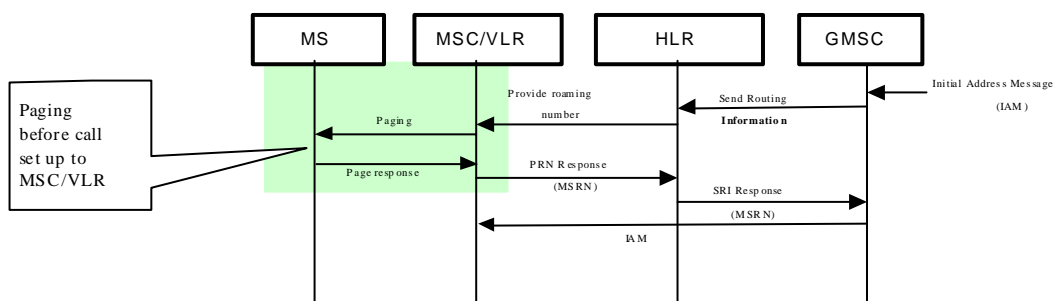 MS
MSC/VLR
HLR
GMSC
Initial Address Message
(IAM)
Send Routing
Information
Provide roaming
number
Paging
before call
set up to
MSC/VLR
Paging
Page response
PRN Response
(MSRN)
SRI Response
(MSRN)
IAM